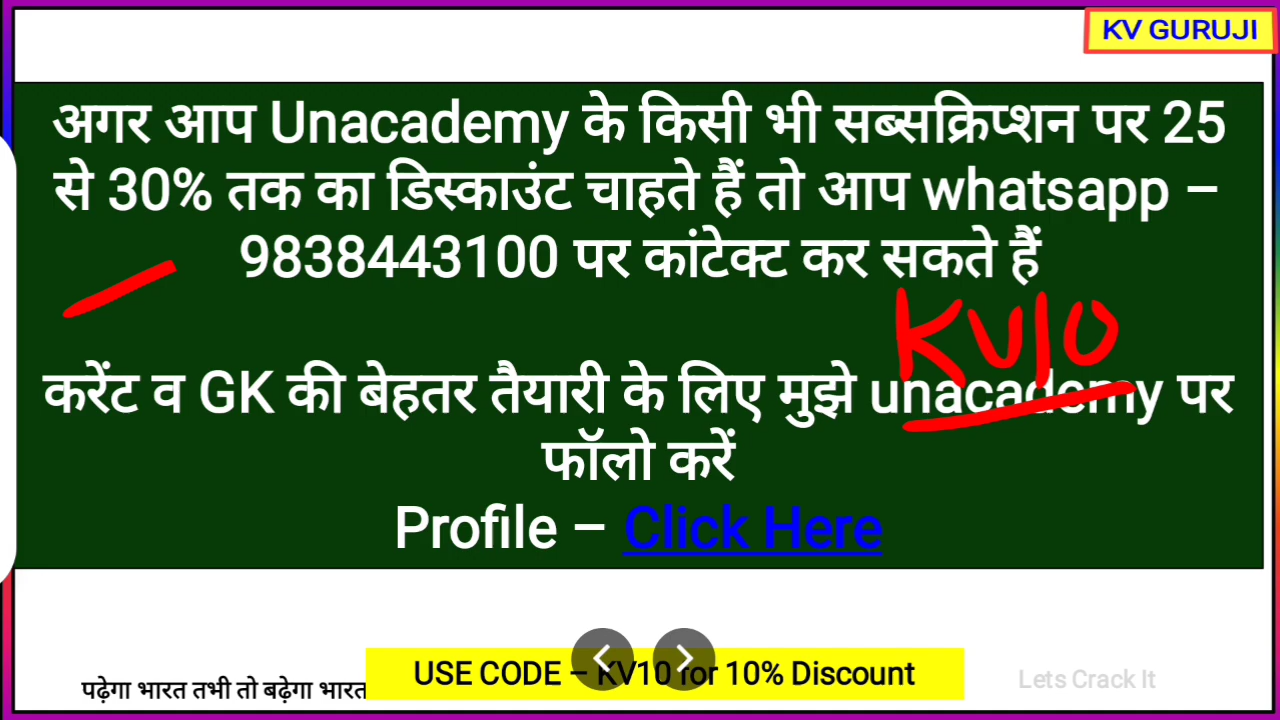 KV GURUJI
अगर आप Unacademy के किसी भी सब्सक्रिप्शन पर 25
से 30% तक का डिस्काउंट चाहते हैं तो आप whatsapp –
9838443100 पर कांटेक्ट कर सकते हैं
KV10
करेंट व GK की बेहतर तैयारी के लिए मुझे unacademy पर
फॉलो करें
Profile – Click Here
USE CODE – KV10 for 10% Discount
पढ़ेगा भारत तभी तो बढ़ेगा भारत
Lets Crack It